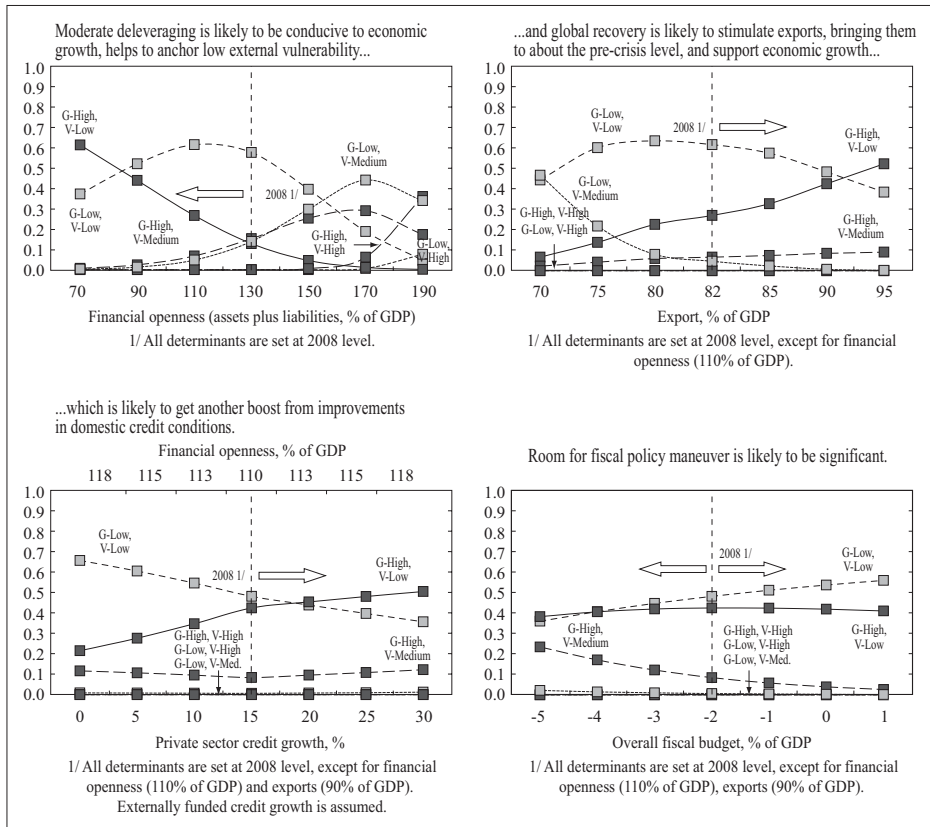 Moderate deleveraging is likely to be conducive to economic
growth, helps to anchor low external vulnerability...
1.0
0.9
0.8
0.7
0.6
0.5
0.4
0.3
0.2
0.1
0.0
G-High,
V-Low
G-Low,
V-Low
G-High,
V-Medium
2008 1/
G-Low,
V-Medium
G-High,
V-High
G-Low,
V-High
70 90 110 130 150 170 190
Financial openness (assets plus liabilities, % of GDP)
1/ All determinants are set at 2008 level.
...and global recovery is likely to stimulate exports, bringing them
to about the pre-crisis level, and support economic growth...
1.0
0.9
0.8
0.7
0.6
0.5
0.4
0.3
0.2
0.1
0.0
G-Low,
V-Low
2008 1/
G-High,
V-Low
G-Low,
V-Medium
G-High, V-High
G-Low, V-High
G-High,
V-Medium
70 75 80 82 85 90 95
Export, % of GDP
1/ All determinants are set at 2008 level, except for financial
openness (110% of GDP).
...which is likely to get another boost from improvements
in domestic credit conditions.
Financial openness, % of GDP
118 115 113 110 113 115 118
1.0
0.9
0.8
0.7
0.6
0.5
0.4
0.3
0.2
0.1
0.0
G-Low,
V-Low
2008 1/
G-High,
V-Low
G-High, V-High
G-Low, V-High
G-Low, V-Med.
G-High,
V-Medium
0 5 10 15 20 25 30
Private sector credit growth, %
1/ All determinants are set at 2008 level, except for financial
openness (110% of GDP) and exports (90% of GDP).
Externally funded credit growth is assumed.
Room for fiscal policy maneuver is likely to be significant.
1.0
0.9
0.8
0.7
0.6
0.5
0.4
0.3
0.2
0.1
0.0
2008 1/
G-Low,
V-Low
G-High,
V-Medium
G-High, V-High
G-Low, V-High
G-Low, V-Med.
G-High,
V-Low
-5 -4 -3 -2 -1 0 1
Overall fiscal budget, % of GDP
1/ All determinants are set at 2008 level, except for financial
openness (110% of GDP), exports (90% of GDP).